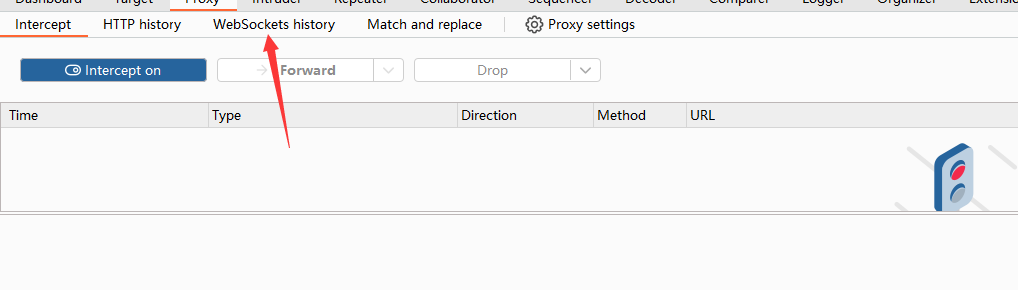 Dashboard Target Proxy Intruder Repeater Collaborator Sequencer Decoder Comparer Logger Organizer
Intercept HTTP history WebSockets history Match and replace Proxy settings
Intercept on Forward Drop
Time Type Direction Method URL